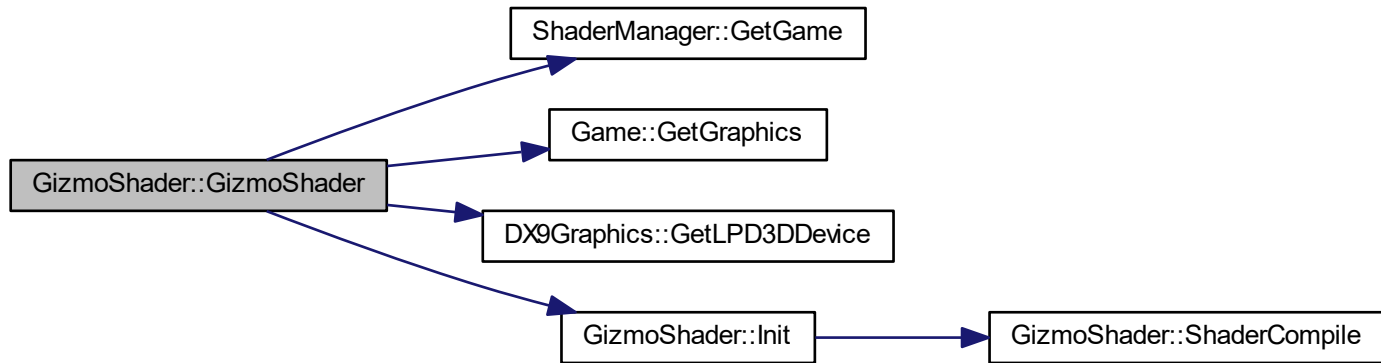 ShaderManager::GetGame
Game::GetGraphics
GizmoShader::GizmoShader
DX9Graphics::GetLPD3DDevice
GizmoShader::Init
GizmoShader::ShaderCompile